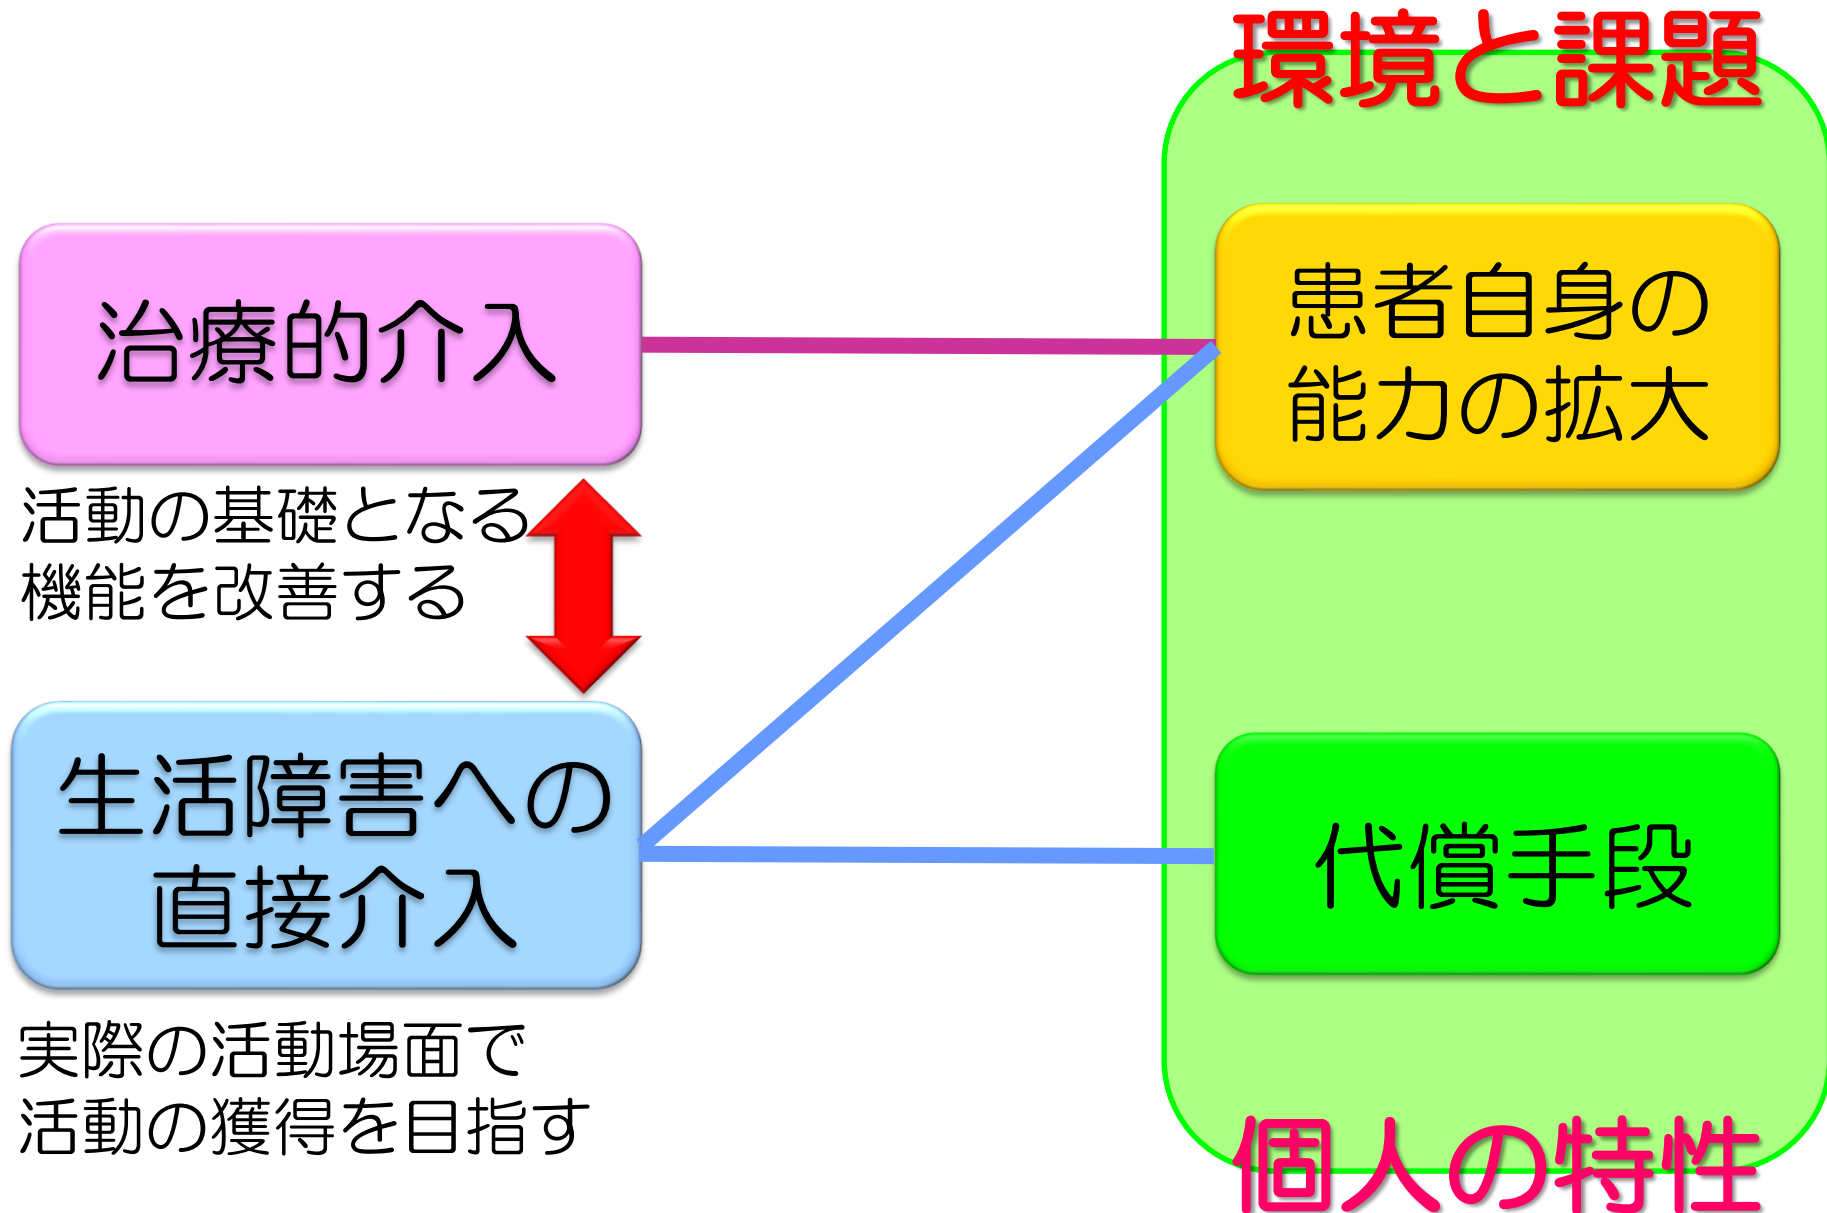 環境と課題
治療的介入
患者自身の
能力の拡大
活動の基礎となる
機能を改善する
生活障害への
直接介入
代償手段
実際の活動場面で
活動の獲得を目指す
個人の特性